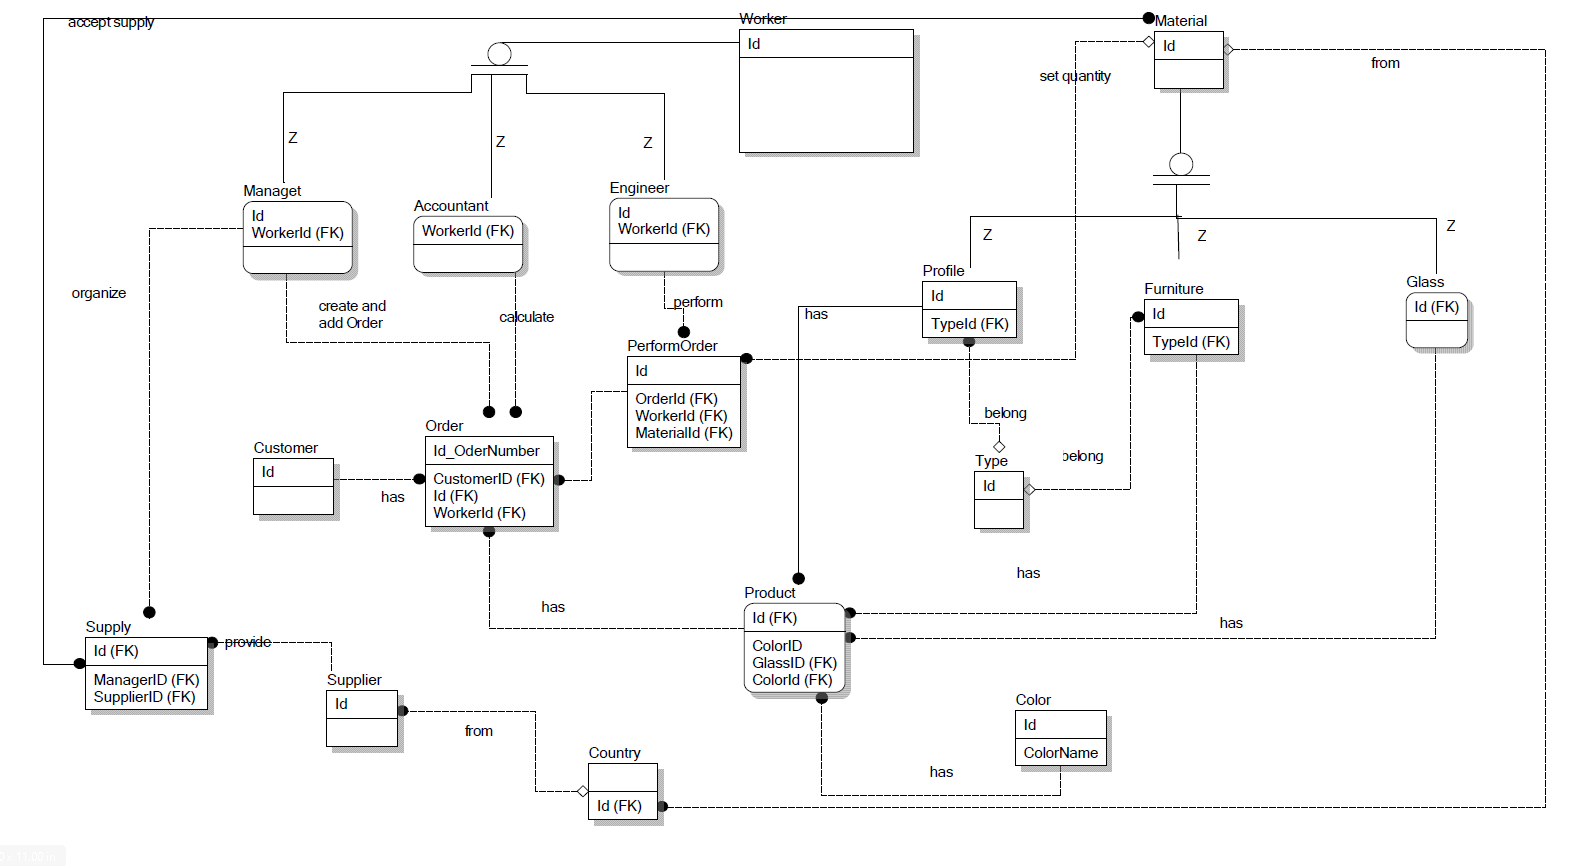 accept supply
Worker
Id
Material
Id
set quantity
from
Z
Z
Z
Managet
Id
WorkerId (FK)
Accountant
WorkerId (FK)
Engineer
Id
WorkerId (FK)
Z
Z
Z
organize
create and
add Order
calculate
perform
Profile
Id
TypeId (FK)
has
Furniture
Id
TypeId (FK)
Glass
Id (FK)
PerformOrder
Id
OrderId (FK)
WorkerId (FK)
MaterialId (FK)
belong
belong
Type
Id
Customer
Id
has
Order
Id_OderNumber
CustomerID (FK)
Id (FK)
WorkerId (FK)
has
has
has
Product
Id (FK)
ColorID
GlassID (FK)
ColorId (FK)
Supply
Id (FK)
ManagerID (FK)
SupplierID (FK)
provide
Supplier
Id
from
Country
Id (FK)
has
Color
Id
ColorName